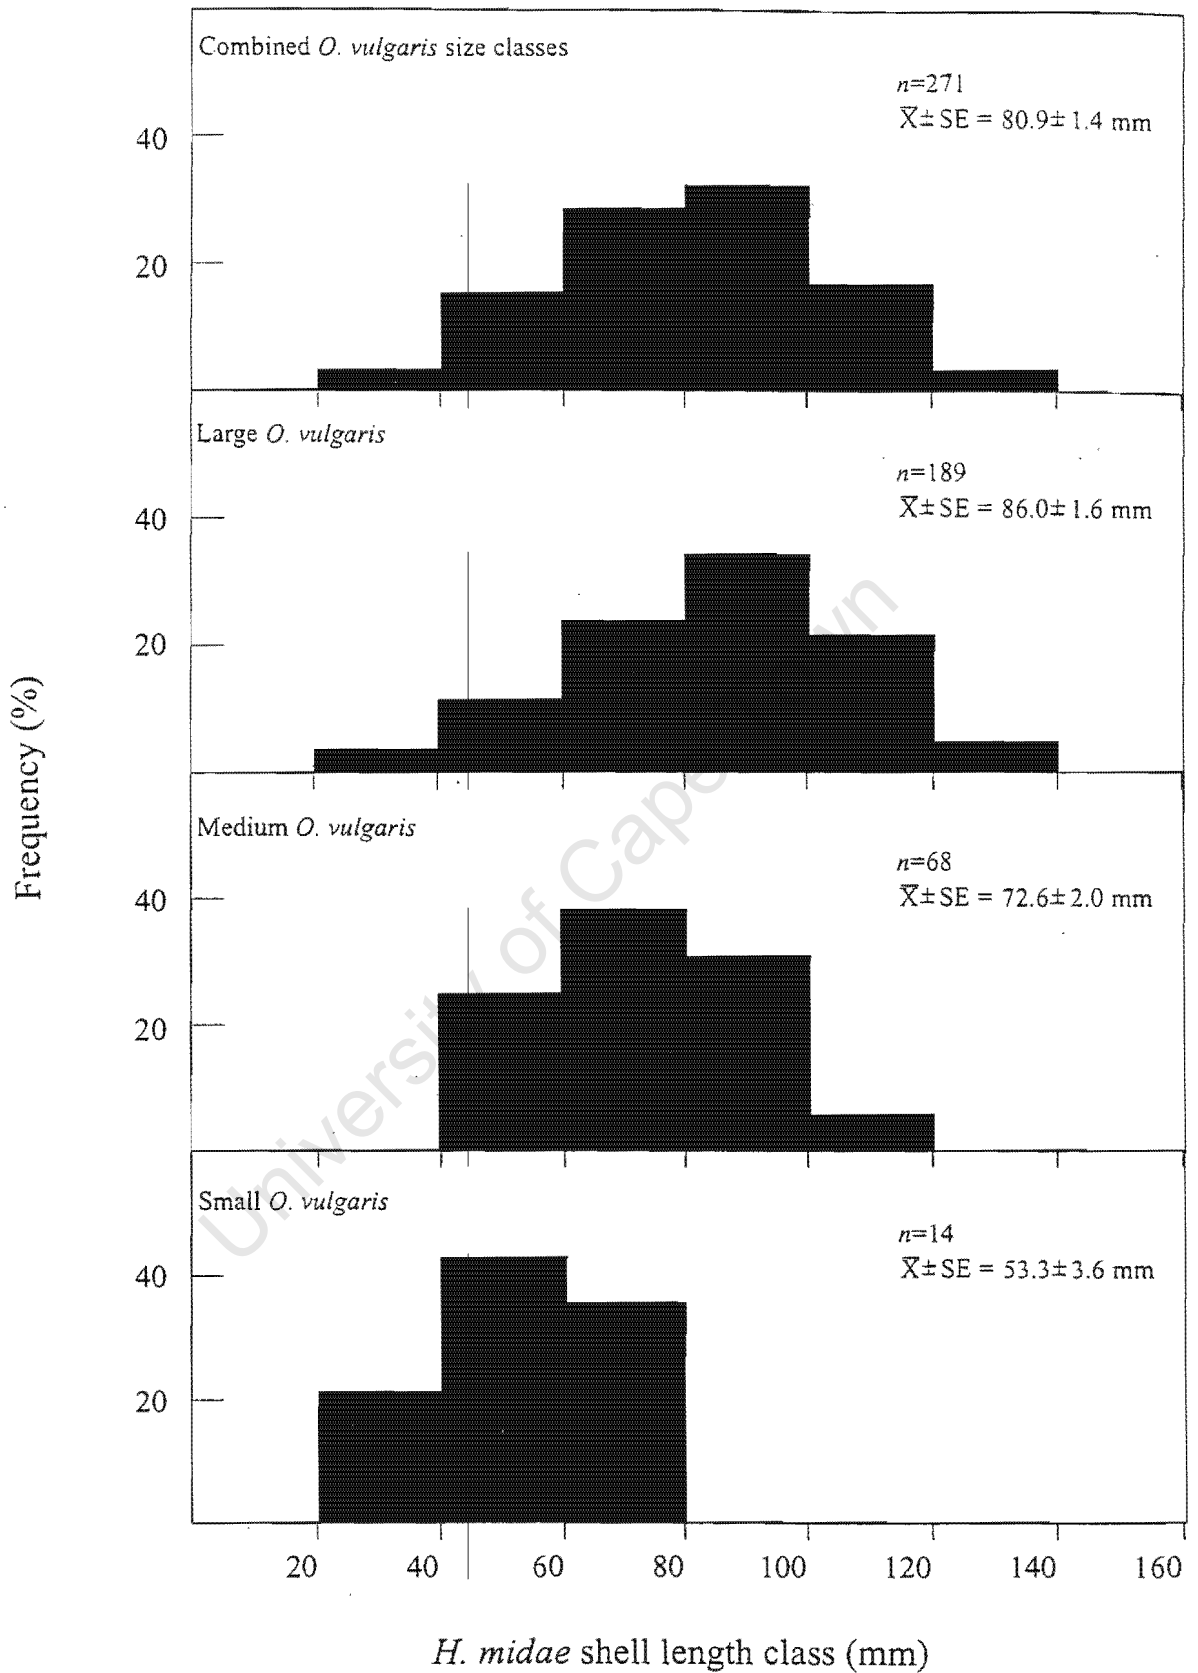 Combined O. vulgaris size classes
n=271
X̅± SE = 80.9± 1.4 mm
40
20
Large O. vulgaris
n=189
X̅± SE = 86.0± 1.6 mm
40
20
Medium O. vulgaris
n=68
X̅± SE = 72.6± 2.0 mm
40
20
Small O. vulgaris
n=14
X̅± SE = 53.3± 3.6 mm
40
20
Frequency (%)
20 40 60 80 100 120 140 160
H. midae shell length class (mm)
University of Cape Town